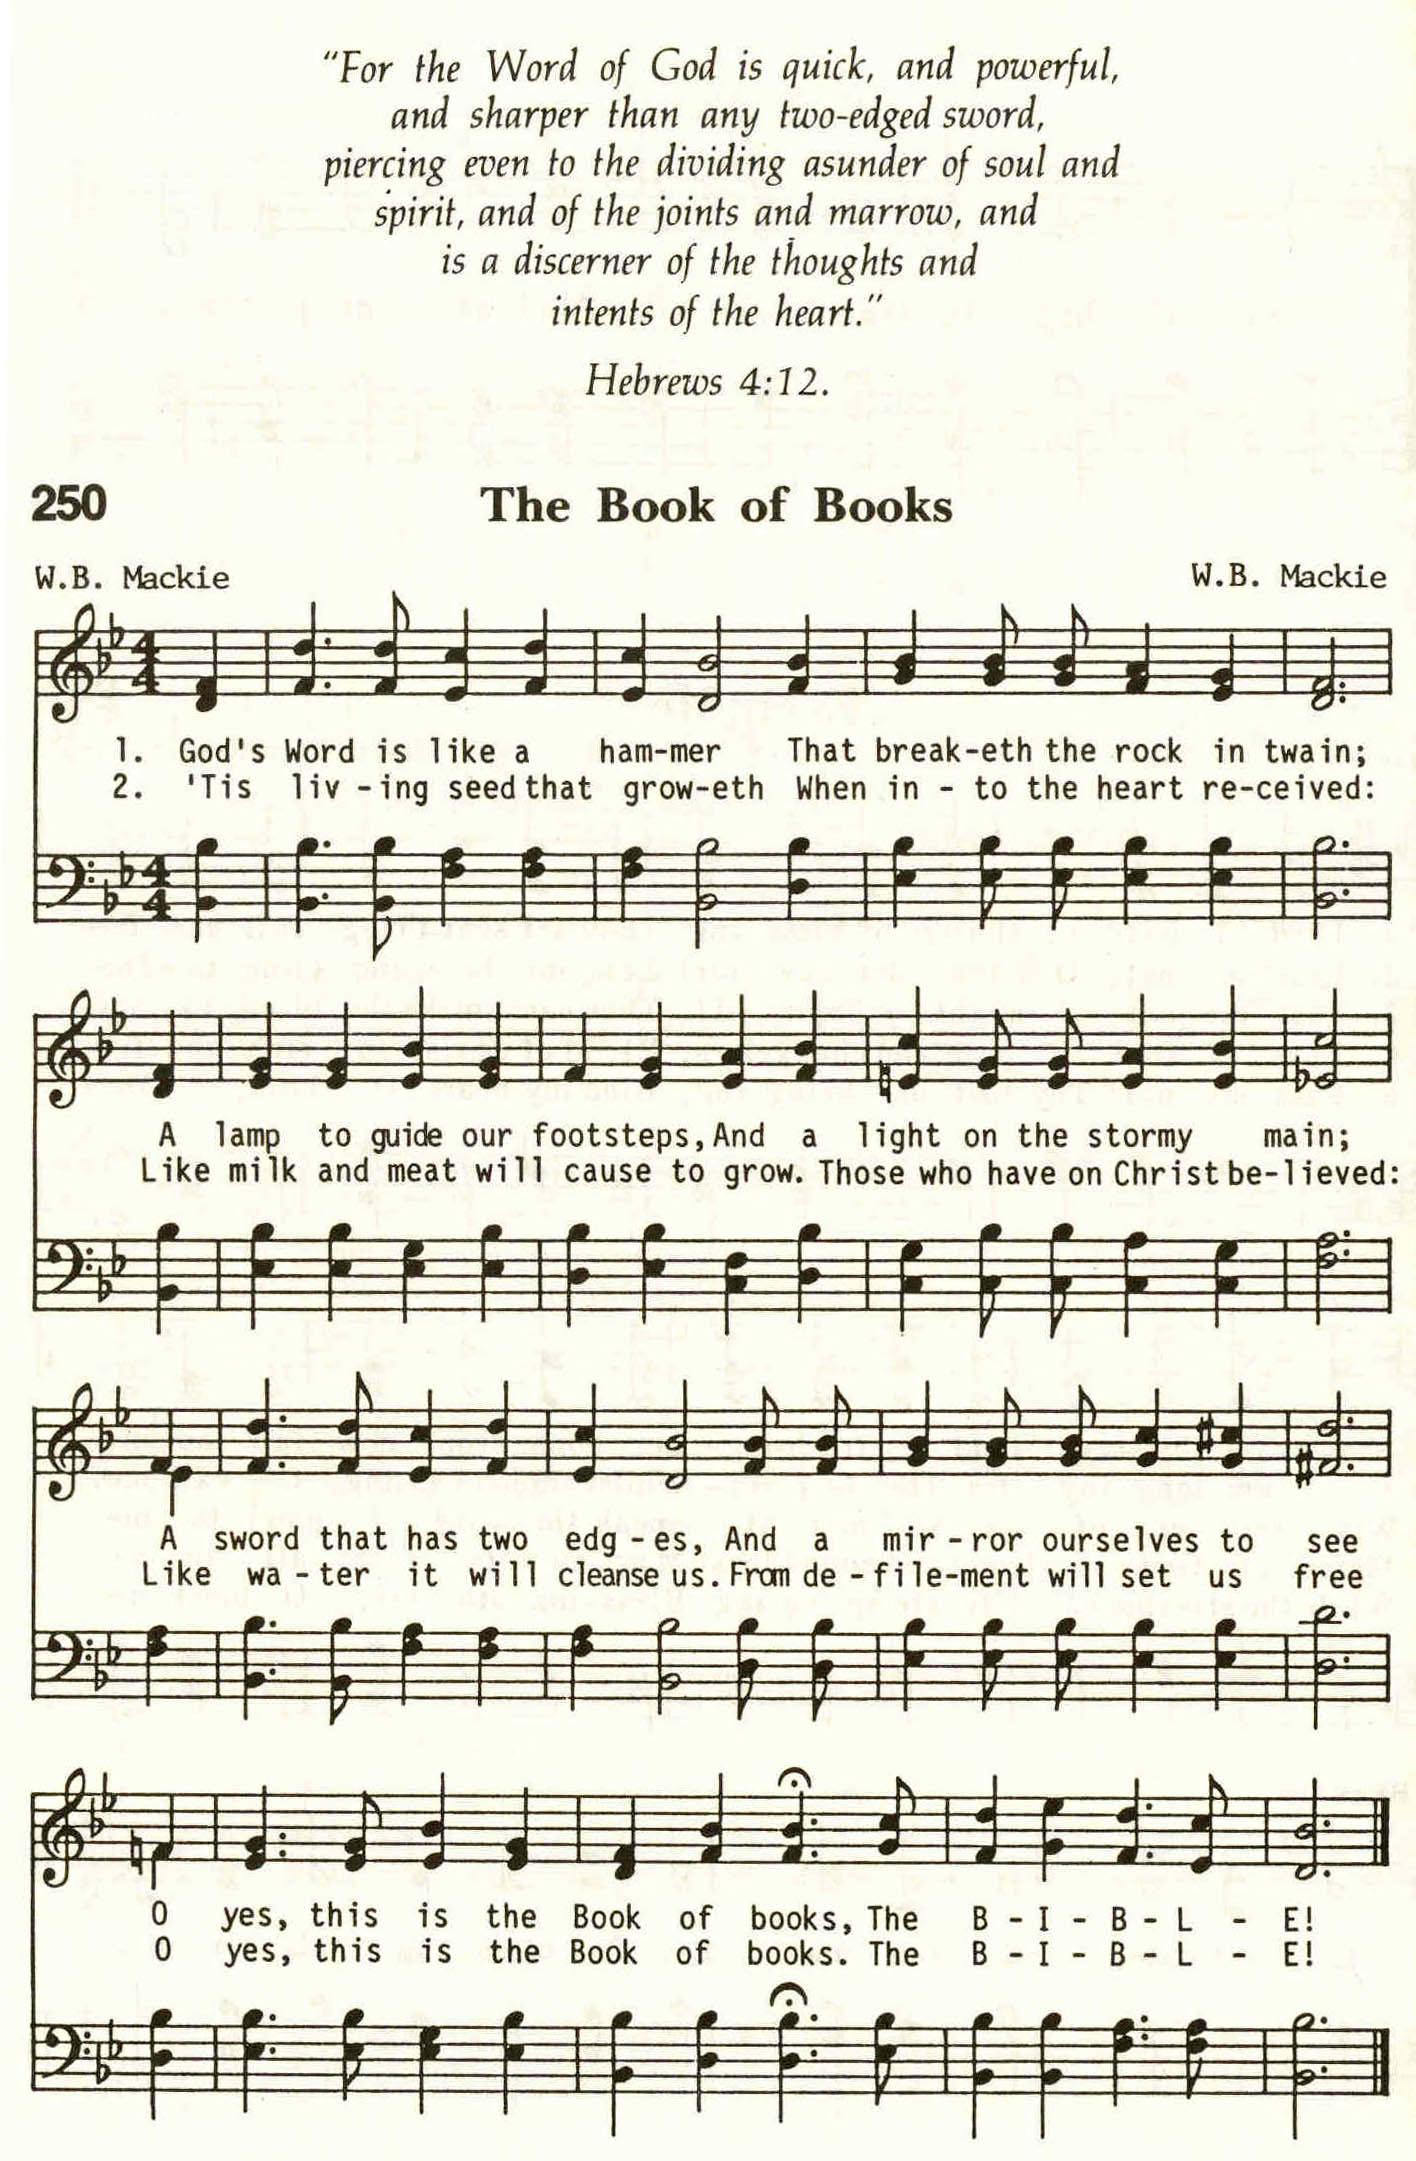 "For the Word of God is quick, and powerful,
and sharper than any two-edged sword,
piercing even to the dividing asunder of soul and
spirit, and of the joints and marrow, and
is a discerner of the thoughts and
intents of the heart."
Hebrews 4:12.
250 The Book of Books
W.B. Mackie W.B. Mackie
1. God's Word is like a ham-mer That break-eth the rock in twain;
2. 'Tis liv-ing seed that grow-eth When in - to the heart re-ceived:
A lamp to guide our footsteps, And a light on the stormy main;
Like milk and meat will cause to grow. Those who have on Christ be-lieved:
A sword that has two edg-es, And a mir-ror ourselves to see
Like wa-ter it will cleanse us. From de-file-ment will set us free
O yes, this is the Book of books, The B - I - B - L - E!
O yes, this is the Book of books. The B - I - B - L - E!